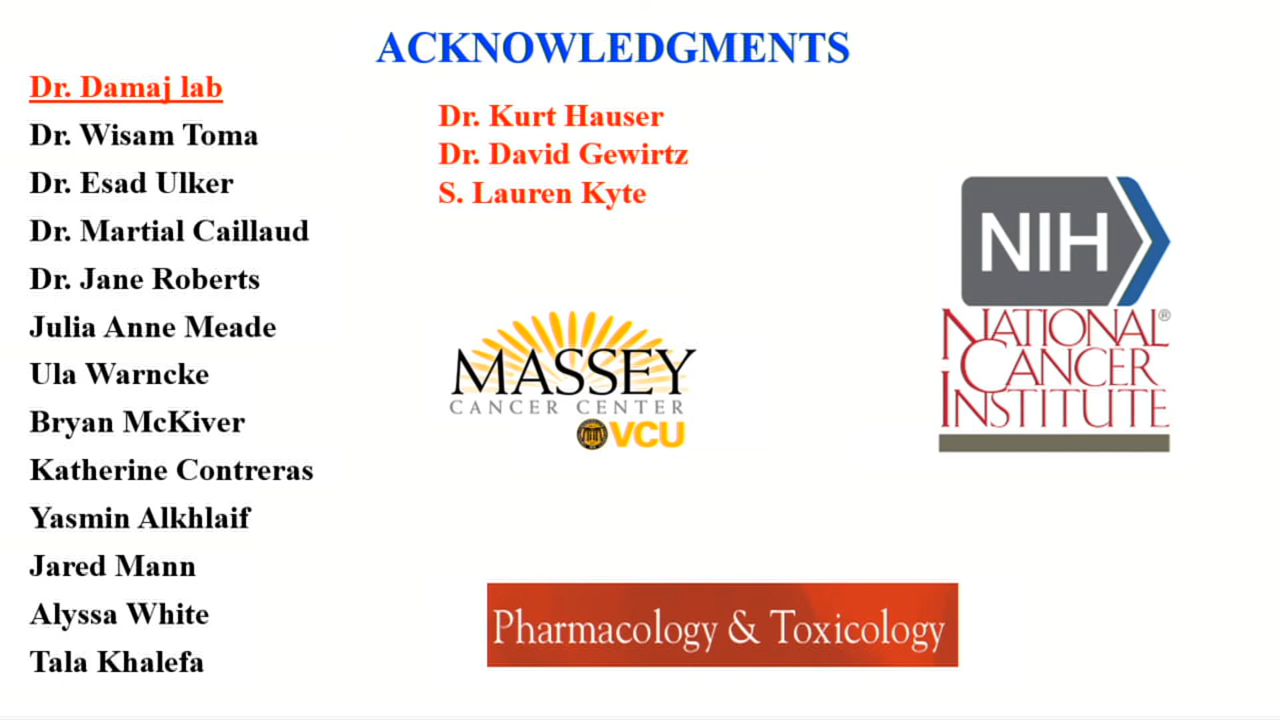 ACKNOWLEDGMENTS
Dr. Damaj lab
Dr. Wisam Toma
Dr. Esad Ulker
Dr. Martial Caillaud
Dr. Jane Roberts
Julia Anne Meade
Ula Warncke
Bryan McKiver
Katherine Contreras
Yasmin Alkhlaif
Jared Mann
Alyssa White
Tala Khalefa
Dr. Kurt Hauser
Dr. David Gewirtz
S. Lauren Kyte
MASSEY
CANCER CENTER
VCU
NIH
NATIONAL®
CANCER
INSTITUTE
Pharmacology & Toxicology